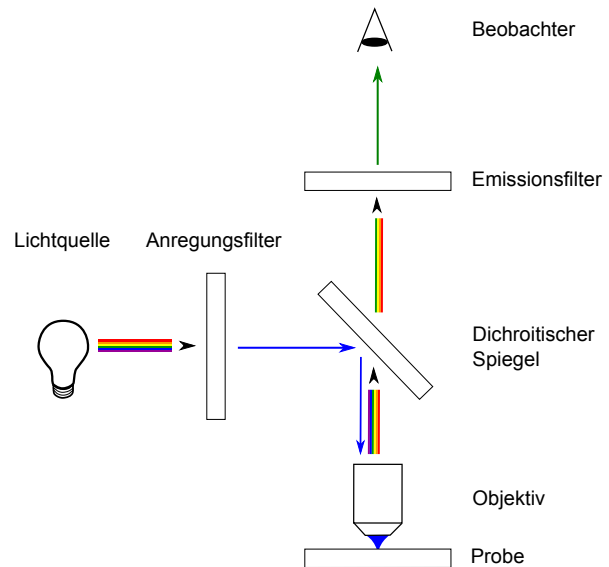 Beobachter
Emissionsfilter
Lichtquelle
Anregungsfilter
Dichroitischer
Spiegel
Objektiv
Probe